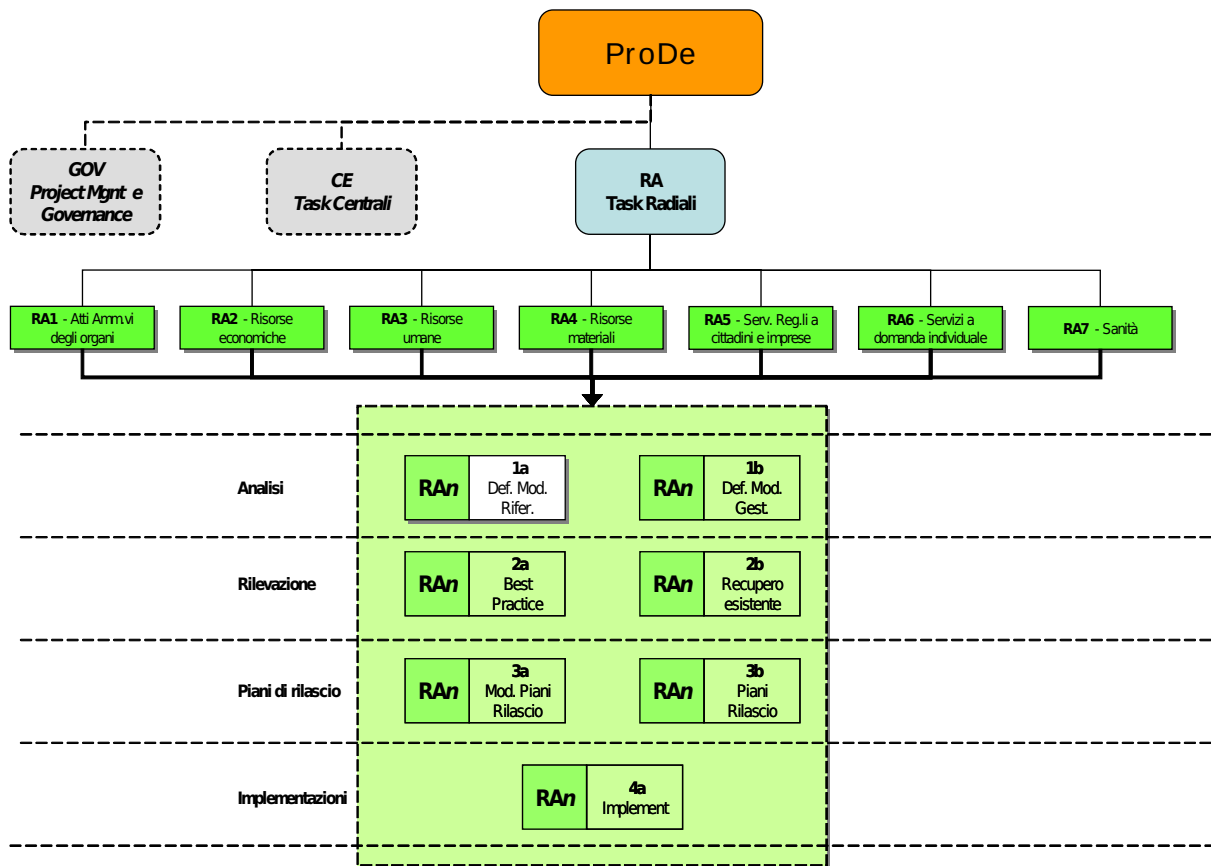 ProDe
GOV
Project Mgnt e
Governance
CE
Task Centrali
RA
Task Radiali
RA1 - Atti Amm.vi
degli organi
RA2 - Risorse
economiche
RA3 - Risorse
umane
RA4 - Risorse
materiali
RA5 - Serv. Reg.li a
cittadini e imprese
RA6 - Servizi a
domanda individuale
RA7 - Sanità
Analisi
RAn
1a
Def. Mod.
Rifer.
RAn
1b
Def. Mod.
Gest.
Rilevazione
RAn
2a
Best
Practice
RAn
2b
Recupero
esistente
Piani di rilascio
RAn
3a
Mod. Piani
Rilascio
RAn
3b
Piani
Rilascio
Implementazioni
RAn
4a
Implement